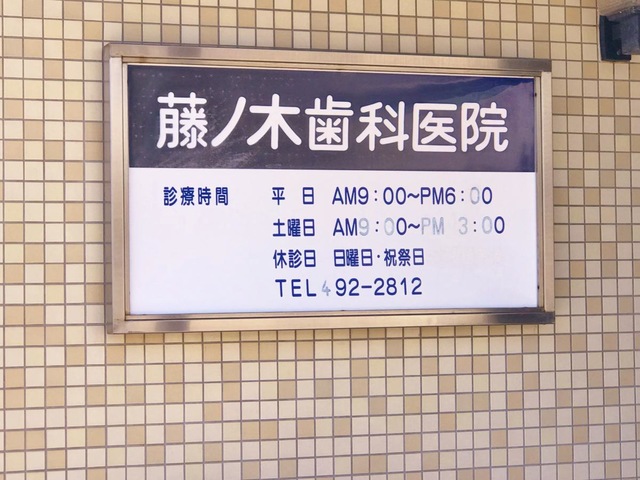 藤ノ木歯科医院
診療時間 平 日 AM9:00～PM6:00
土曜日 AM9:00～PM 3:00
休診日 日曜日・祝祭日
TEL 492-2812